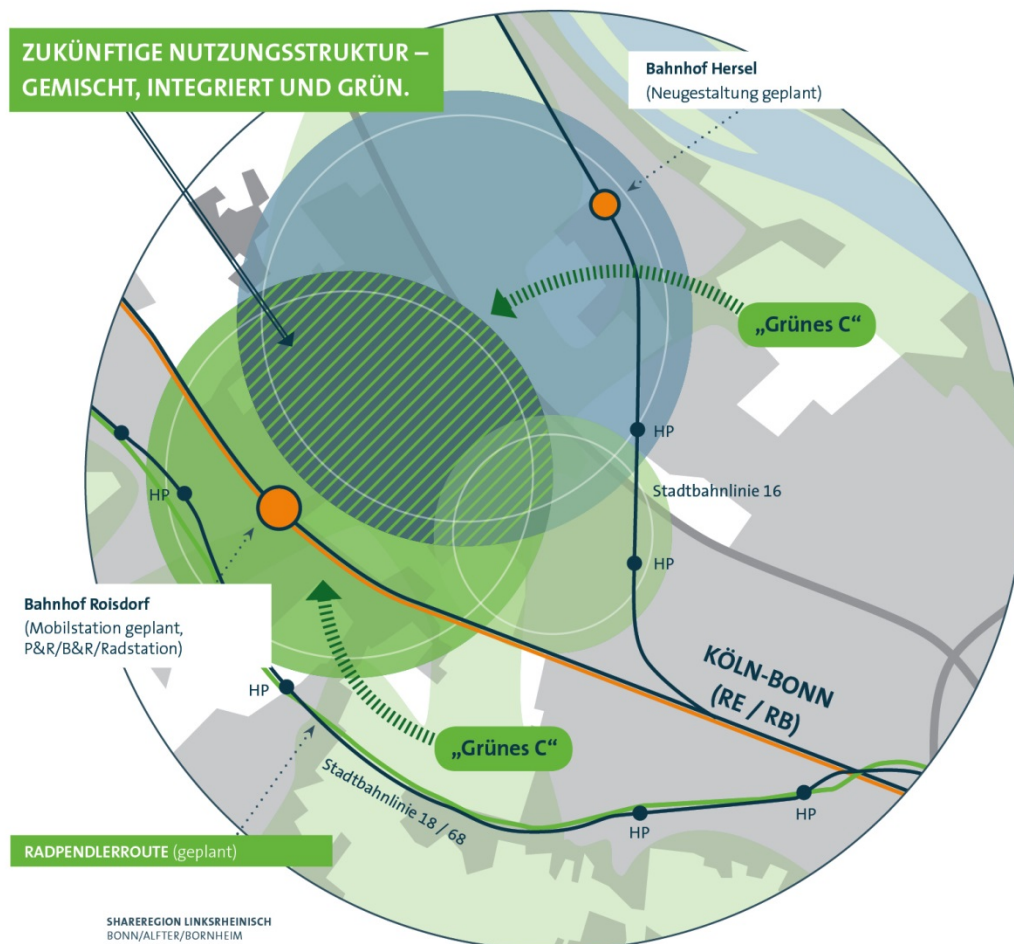 ZUKÜNFTIGE NUTZUNGSSTRUKTUR –
GEMISCHT, INTEGRIERT UND GRÜN.
Bahnhof Hersel
(Neugestaltung geplant)
„Grünes C“
HP
Stadtbahnlinie 16
HP
HP
Bahnhof Roisdorf
(Mobilstation geplant,
P&R/B&R/Radstation)
HP
KÖLN-BONN
(RE / RB)
„Grünes C“
Stadtbahnlinie 18 / 68
HP
HP
RADPENDLERROUTE (geplant)
SHAREREGION LINKSRHEINISCH
BONN/ALFTER/BORNHEIM